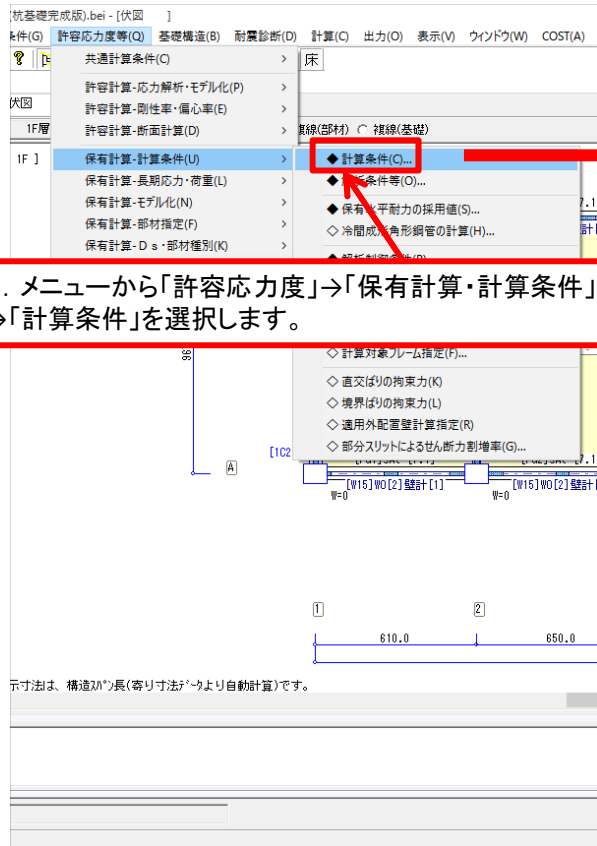 (杭基礎完成版).bei - [伏図 ]
条件(G) 許容応力度等(Q) 基礎構造(B) 耐震診断(D) 計算(C) 出力(O) 表示(V) ウィンドウ(W) COST(A)
共通計算条件(C) >
床
許容計算-応力解析・モデル化(P) >
伏図
許容計算-剛性率・偏心率(E) >
1F層
許容計算-断面計算(D) >
複線(部材) 複線(基礎)
1F ]
保有計算-計算条件(U) >
◆計算条件(C)...
保有計算-長期応力・荷重(L) >
条件等(O)...
保有計算-モデル化(N) >
◆保有水平耐力の採用値(S)...
7.1
保有計算-部材指定(F) >
◇冷間成形角形鋼管の計算(H)...
保有計算-Ds・部材種別(K) >
. メニューから「許容応力度」→「保有計算・計算条件」
→「計算条件」を選択します。
96
◇計算対象フレーム指定(F)...
◇直交ばりの拘束力(K)
◇境界ばりの拘束力(L)
◇適用外配置壁計算指定(R)
◇部分スリットによるせん断力割増率(G)...
[1C2
A
[W15]WO[2]壁計[1]
[W15]WO[2]壁計
W=0
W=0
1
2
610.0
650.0
示寸法は、構造ｽﾊﾟﾝ長(寄り寸法ﾃﾞｰﾀより自動計算)です。